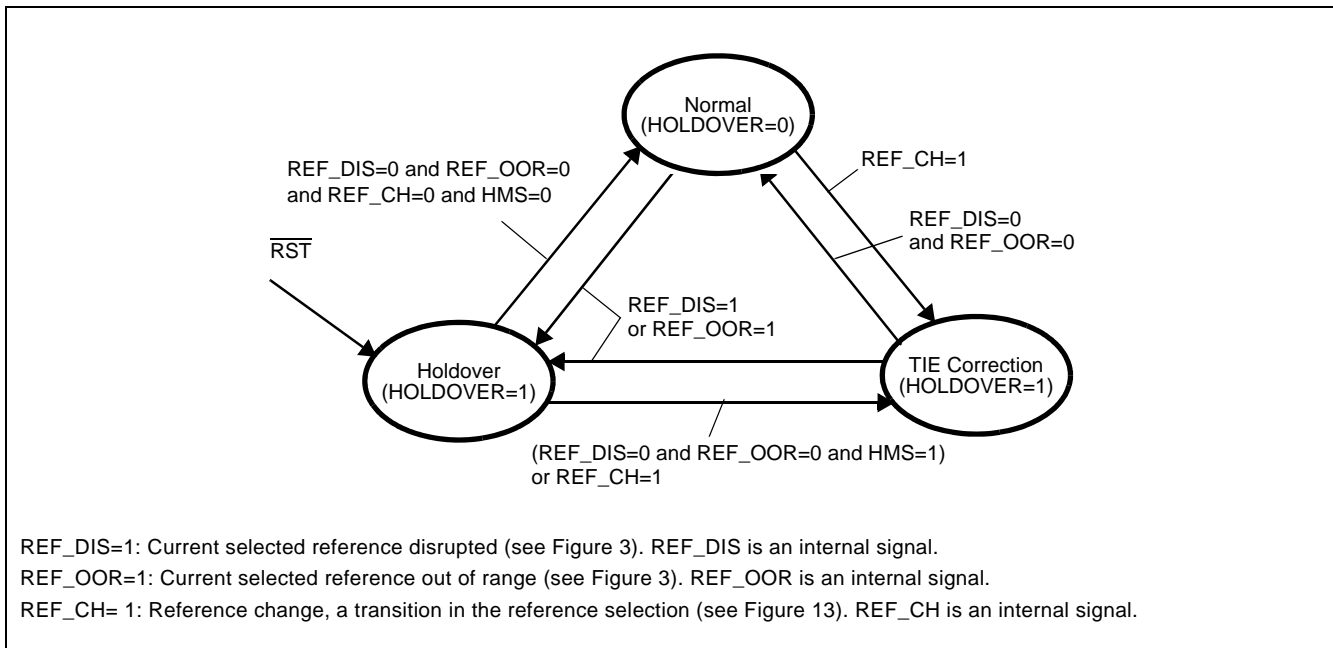 Normal
(HOLDOVER=0)
REF_DIS=0 and REF_OOR=0
and REF_CH=0 and HMS=0
REF_CH=1
REF_DIS=0
and REF_OOR=0
RST
REF_DIS=1
or REF_OOR=1
Holdover
(HOLDOVER=1)
TIE Correction
(HOLDOVER=1)
(REF_DIS=0 and REF_OOR=0 and HMS=1)
or REF_CH=1
REF_DIS=1: Current selected reference disrupted (see Figure 3). REF_DIS is an internal signal.
REF_OOR=1: Current selected reference out of range (see Figure 3). REF_OOR is an internal signal.
REF_CH= 1: Reference change, a transition in the reference selection (see Figure 13). REF_CH is an internal signal.